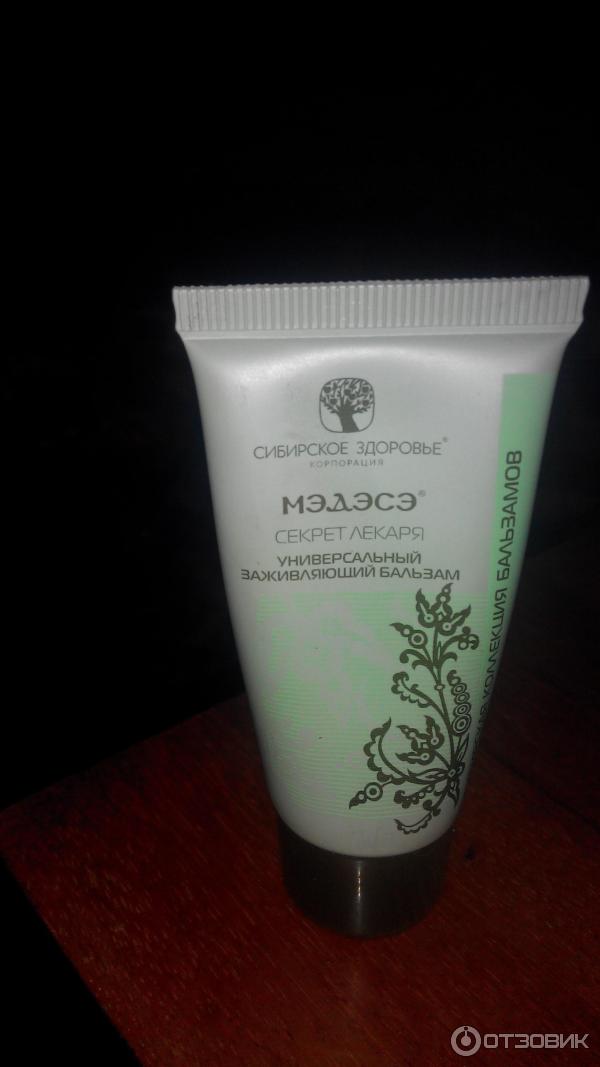 СИБИРСКОЕ ЗДОРОВЬЕ®
КОРПОРАЦИЯ
МЭДЭСЭ®
СЕКРЕТ ЛЕКАРЯ
УНИВЕРСАЛЬНЫЙ
ЗАЖИВЛЯЮЩИЙ БАЛЬЗАМ
КОЛЛЕКЦИЯ БАЛЬЗАМОВ
ОТЗОВИК